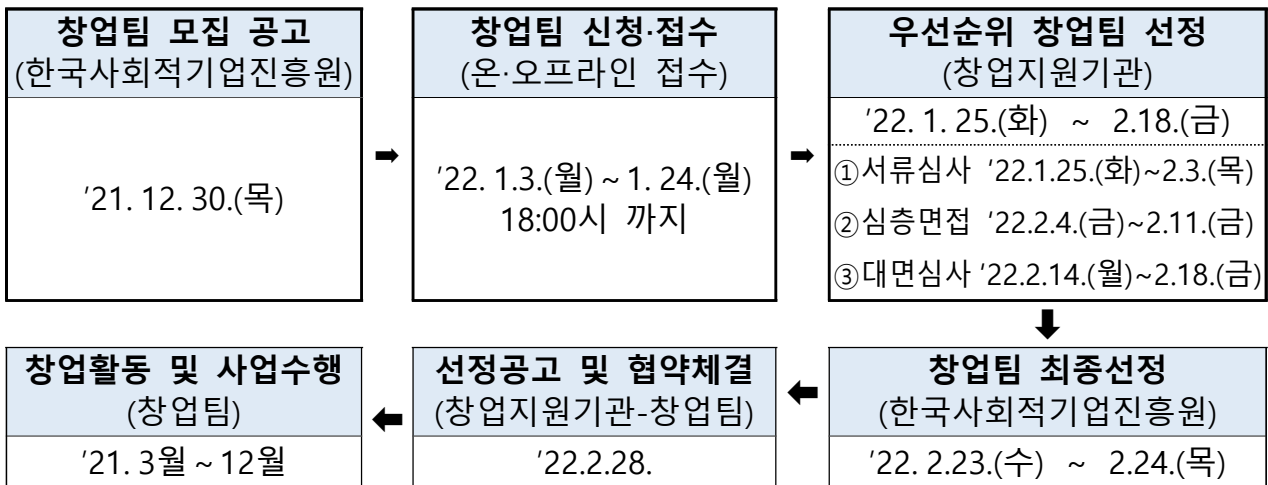 창업팀 모집 공고
(한국사회적기업진흥원)
'21. 12. 30.(목)
➡
창업팀 신청·접수
(온·오프라인 접수)
'22. 1.3.(월) ~ 1. 24.(월)
18:00시 까지
➡
우선순위 창업팀 선정
(창업지원기관)
'22. 1. 25.(화) ~ 2.18.(금)
①서류심사 '22.1.25.(화)~2.3.(목)
②심층면접 '22.2.4.(금)~2.11.(금)
③대면심사 '22.2.14.(월)~2.18.(금)
⬇
창업팀 최종선정
(한국사회적기업진흥원)
'22. 2.23.(수) ~ 2.24.(목)
⬅
선정공고 및 협약체결
(창업지원기관-창업팀)
'22.2.28.
⬅
창업활동 및 사업수행
(창업팀)
'21. 3월 ~ 12월